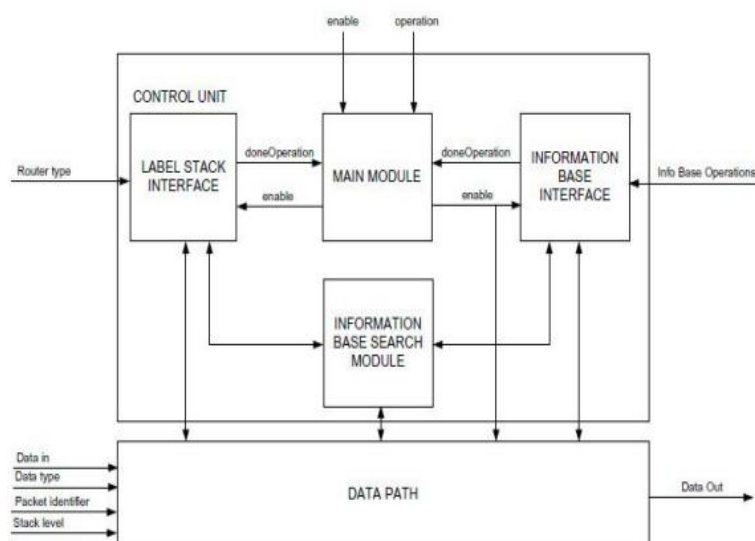 enable
operation
CONTROL UNIT
LABEL STACK
INTERFACE
doneOperation
MAIN MODULE
doneOperation
INFORMATION
BASE
INTERFACE
Router type
enable
enable
Info Base Operations
INFORMATION
BASE SEARCH
MODULE
Data in
Data type
Packet identifier
Stack level
DATA PATH
Data Out